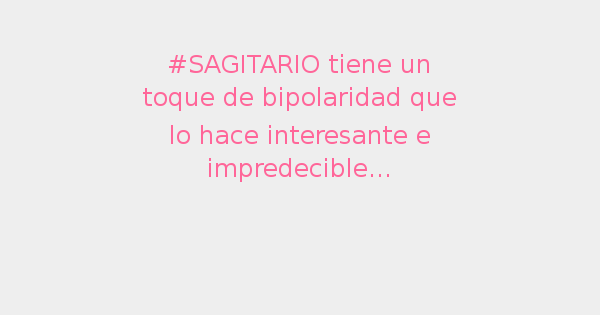 #SAGITARIO tiene un
toque de bipolaridad que
lo hace interesante e
impredecible...